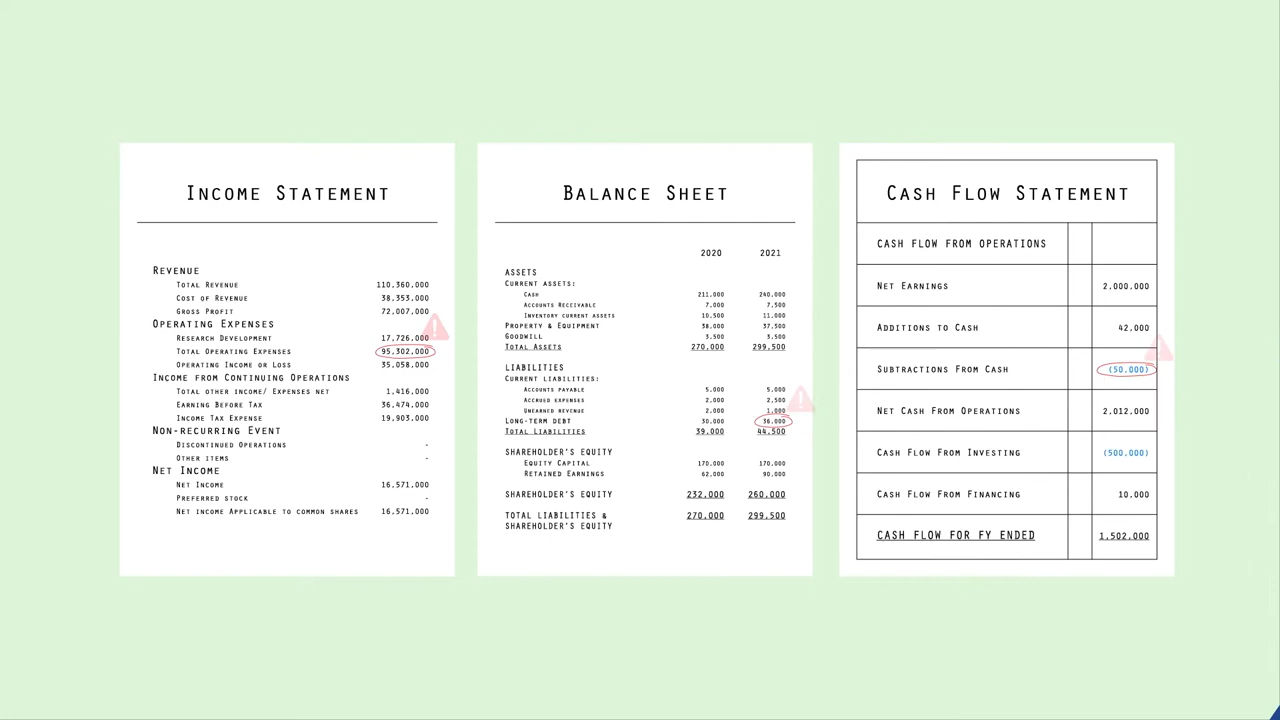 INCOME STATEMENT
REVENUE
TOTAL REVENUE 110.360.000
COST OF REVENUE 38,353.000
GROSS PROFIT 72,007.000
OPERATING EXPENSES
RESEARCH DEVELOPMENT 17,726.000
TOTAL OPERATING EXPENSES 95,302,000
OPERATING INCOME OR LOSS 35,058.000
INCOME FROM CONTINUING OPERATIONS
TOTAL OTHER INCOME/ EXPENSES NET 1,416.000
EARNING BEFORE TAX 36,474.000
INCOME TAX EXPENSE 19,903.000
NON-RECURRING EVENT
DISCONTINUED OPERATIONS -
OTHER ITEMS -
NET INCOME
NET INCOME 16,571.000
PREFERRED STOCK -
NET INCOME APPLICABLE TO COMMON SHARES 16,571.000
BALANCE SHEET
2020 2021
ASSETS
CURRENT ASSETS:
CASH 211,000 240,000
ACCOUNTS RECEIVABLE 7,000 7,500
INVENTORY CURRENT ASSETS 10,500 11,000
PROPERTY & EQUIPMENT 38,000 37,500
GOODWILL 3,500 3,500
TOTAL ASSETS 270,000 299,500
LIABILITIES
CURRENT LIABILITIES:
ACCOUNTS PAYABLE 5,000 5,000
ACCRUED EXPENSES 2,000 2,500
UNEARNED REVENUE 2,000 1,000
LONG-TERM DEBT 30,000 36,000
TOTAL LIABILITIES 39,000 44,500
SHAREHOLDER'S EQUITY
EQUITY CAPITAL 170,000 170,000
RETAINED EARNINGS 62,000 90,000
SHAREHOLDER'S EQUITY 232,000 260,000
TOTAL LIABILITIES & 270,000 299,500
SHAREHOLDER'S EQUITY
CASH FLOW STATEMENT
CASH FLOW FROM OPERATIONS
NET EARNINGS 2.000.000
ADDITIONS TO CASH 42.000
SUBTRACTIONS FROM CASH (50.000)
NET CASH FROM OPERATIONS 2,012,000
CASH FLOW FROM INVESTING (500.000)
CASH FLOW FROM FINANCING 10.000
CASH FLOW FOR FY ENDED 1,502,000